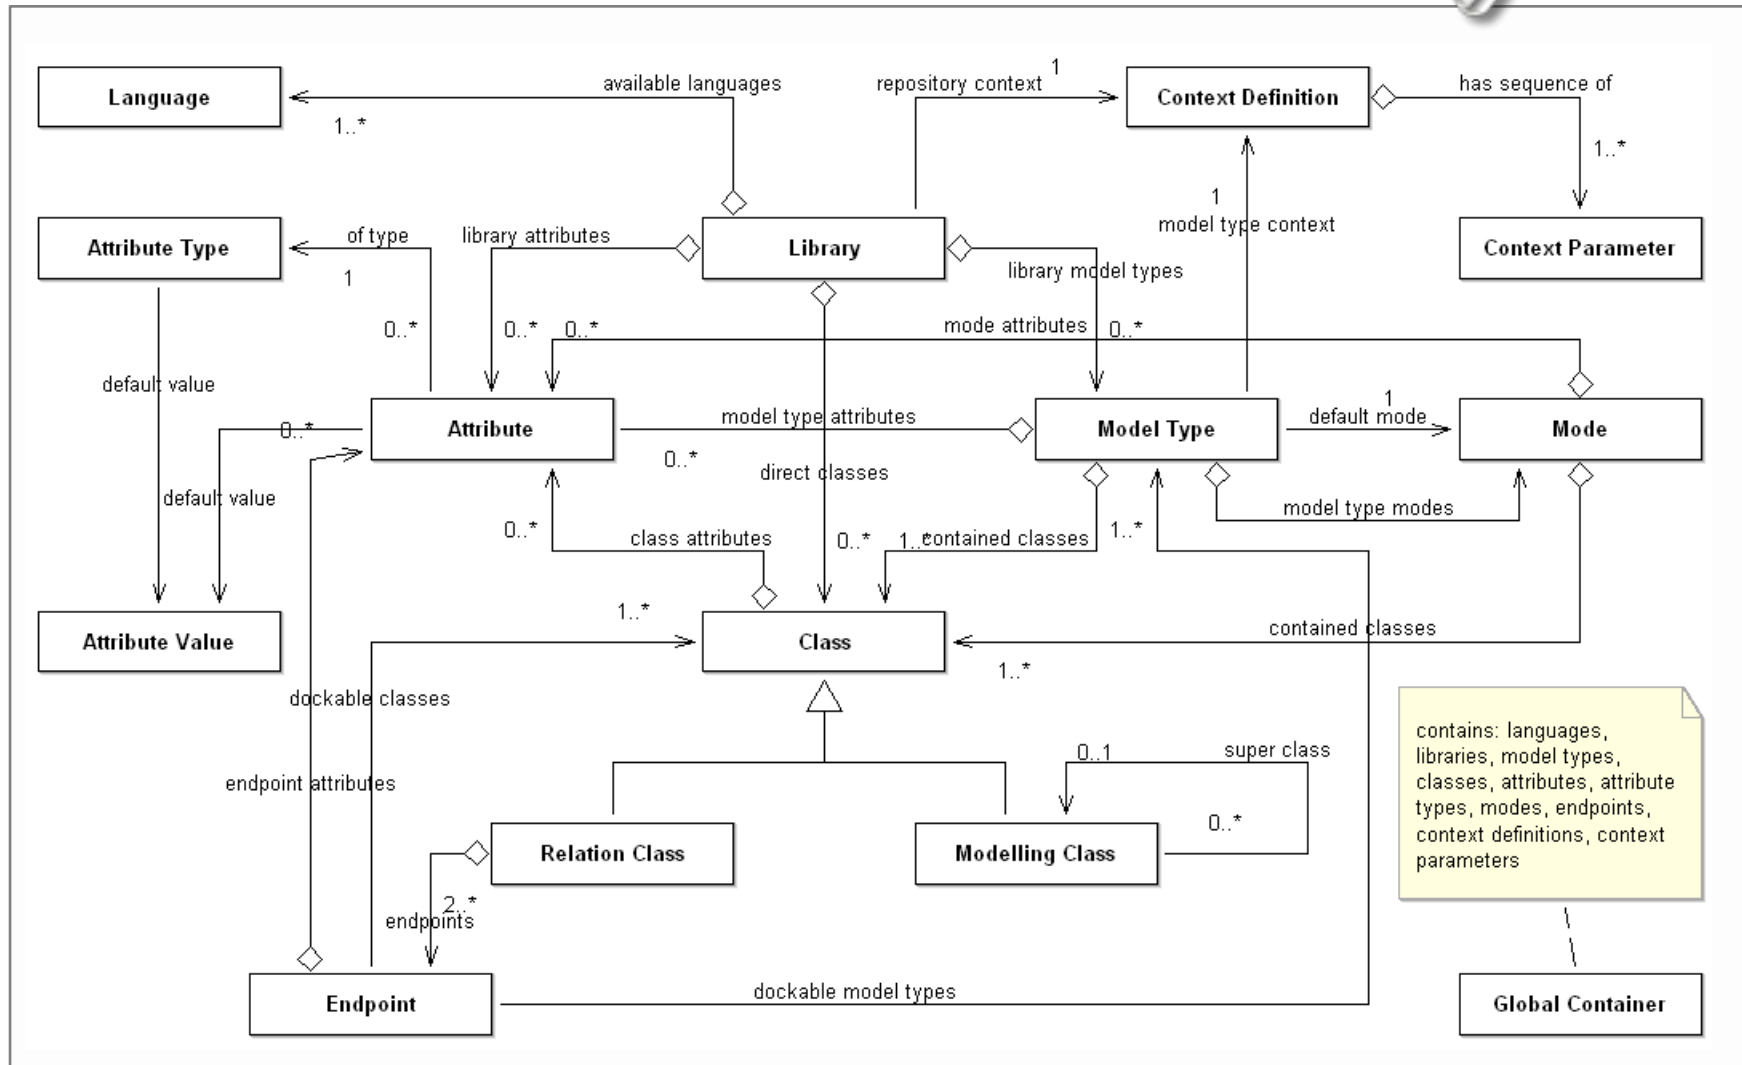 available languages
repository context
1
has sequence of
Language
Context Definition
1..*
1..*
1
model type context
of type
library attributes
Attribute Type
Library
Context Parameter
library model types
1
0..*
0..*
0..*
mode attributes
0..*
default value
1
model type attributes
default mode
0..*
Attribute
Model Type
Mode
0..*
direct classes
default value
model type modes
0..*
class attributes
0..*
1..*
contained classes
1..*
1..*
Attribute Value
Class
contained classes
1..*
dockable classes
contains: languages,
libraries, model types,
classes, attributes, attribute
types, modes, endpoints,
context definitions, context
parameters
0..1
super class
endpoint attributes
0..*
Relation Class
Modelling Class
2..*
endpoints
dockable model types
Endpoint
Global Container